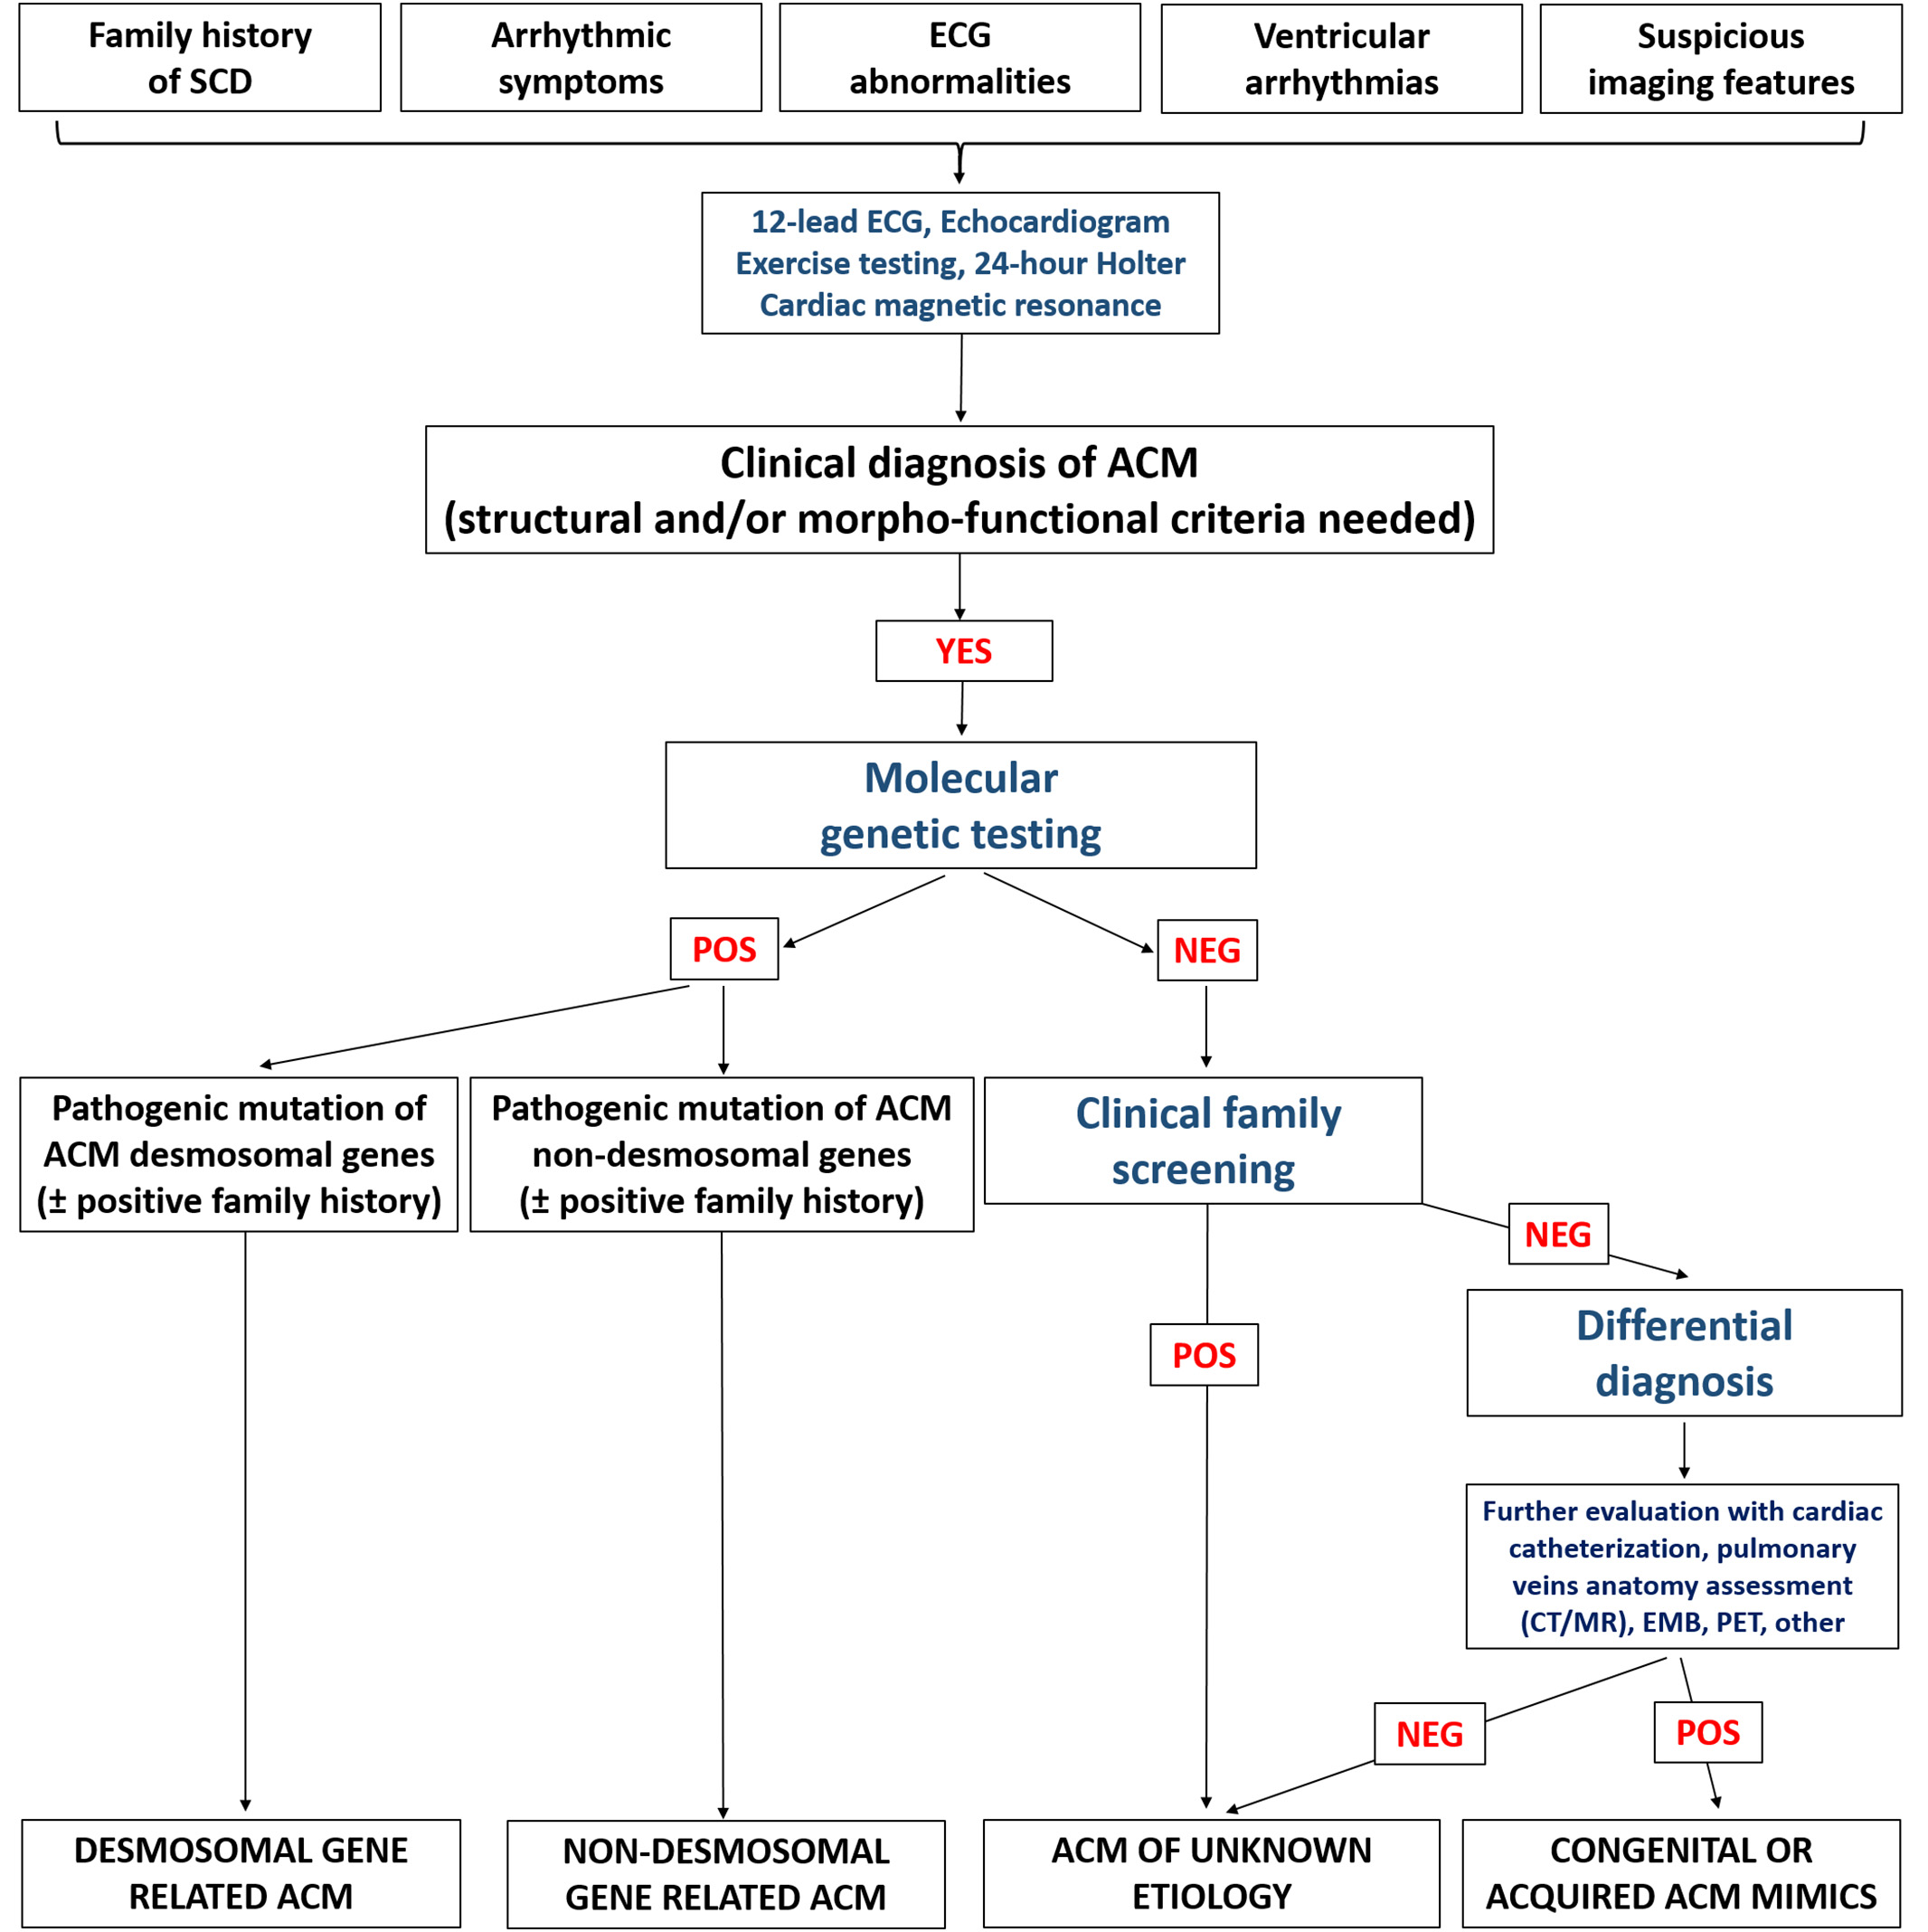 Family history
of SCD
Arrhythmic
symptoms
ECG
abnormalities
Ventricular
arrhythmias
Suspicious
imaging features
12-lead ECG, Echocardiogram
Exercise testing, 24-hour Holter
Cardiac magnetic resonance
Clinical diagnosis of ACM
(structural and/or morpho-functional criteria needed)
YES
Molecular
genetic testing
POS
NEG
Pathogenic mutation of
ACM desmosomal genes
(± positive family history)
Pathogenic mutation of ACM
non-desmosomal genes
(± positive family history)
Clinical family
screening
NEG
POS
Differential
diagnosis
Further evaluation with cardiac
catheterization, pulmonary
veins anatomy assessment
(CT/MR), EMB, PET, other
NEG
POS
DESMOSOMAL GENE
RELATED ACM
NON-DESMOSOMAL
GENE RELATED ACM
ACM OF UNKNOWN
ETIOLOGY
CONGENITAL OR
ACQUIRED ACM MIMICS